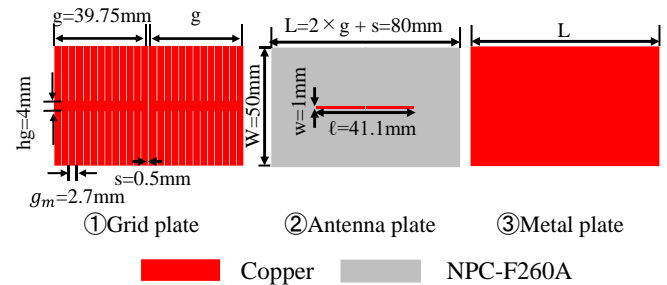 g=39.75mm
g
hg=4mm
s=0.5mm
gₘ=2.7mm
①Grid plate
L=2×g + s=80mm
W=50mm
w=1mm
ℓ=41.1mm
②Antenna plate
L
③Metal plate
Copper
NPC-F260A